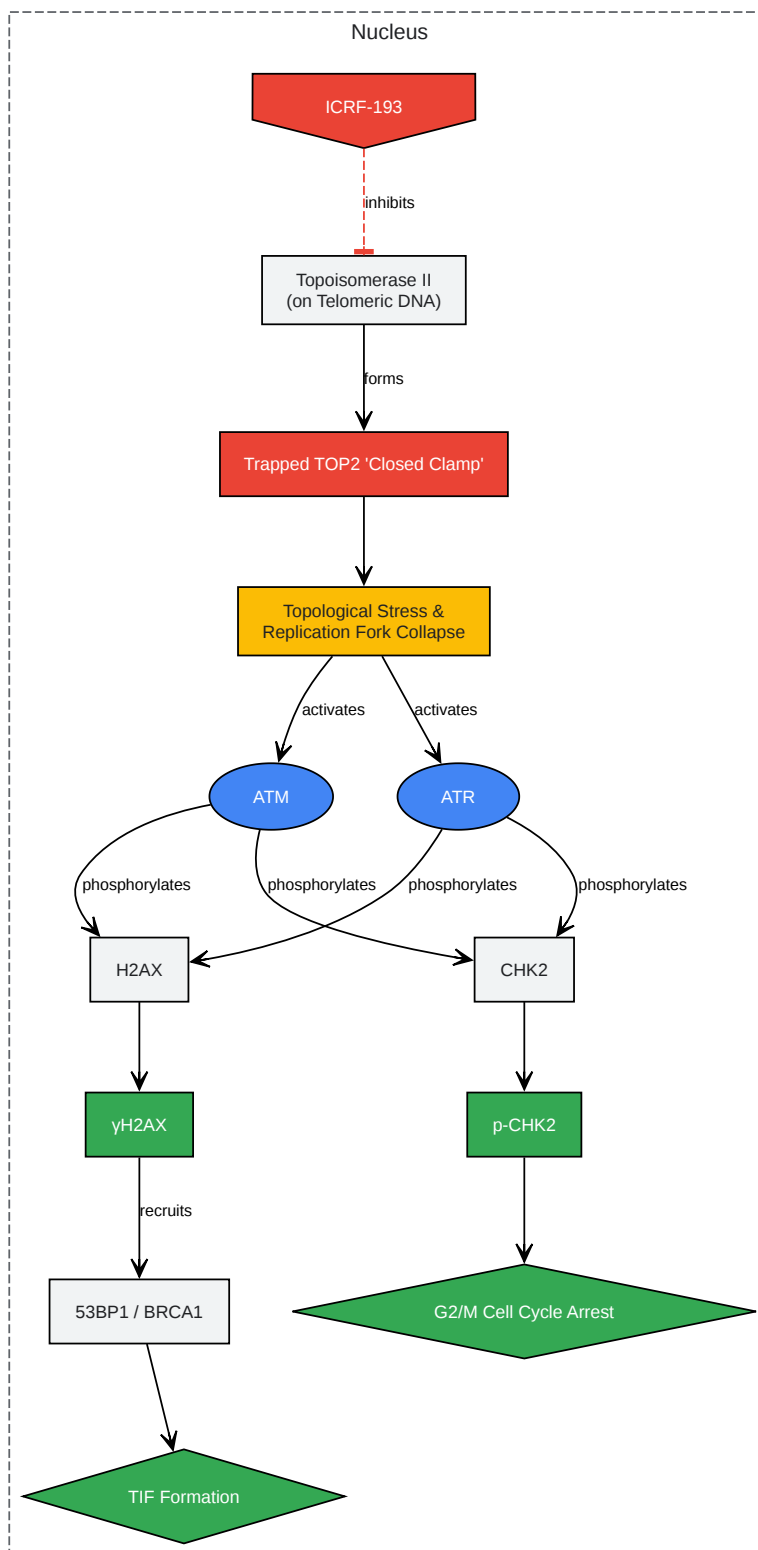 Nucleus
ICRF-193
inhibits
Topoisomerase II
(on Telomeric DNA)
forms
Trapped TOP2 'Closed Clamp'
Topological Stress &
Replication Fork Collapse
activates
activates
ATM
ATR
phosphorylates
phosphorylates
phosphorylates
phosphorylates
H2AX
CHK2
γH2AX
p-CHK2
recruits
53BP1 / BRCA1
G2/M Cell Cycle Arrest
TIF Formation